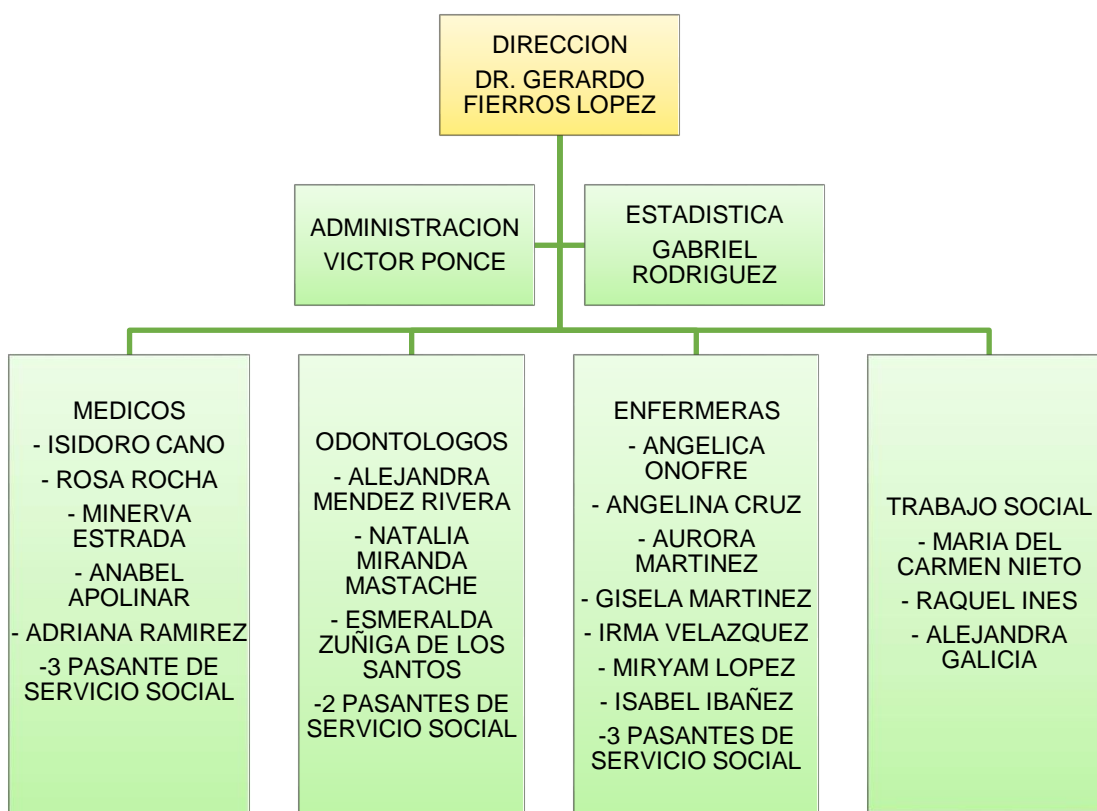 DIRECCION
DR. GERARDO
FIERROS LOPEZ
ADMINISTRACION
VICTOR PONCE
ESTADISTICA
GABRIEL
RODRIGUEZ
MEDICOS
- ISIDORO CANO
- ROSA ROCHA
- MINERVA
ESTRADA
- ANABEL
APOLINAR
- ADRIANA RAMIREZ
-3 PASANTE DE
SERVICIO SOCIAL
ODONTOLOGOS
- ALEJANDRA
MENDEZ RIVERA
- NATALIA
MIRANDA
MASTACHE
- ESMERALDA
ZUÑIGA DE LOS
SANTOS
-2 PASANTES DE
SERVICIO SOCIAL
ENFERMERAS
- ANGELICA
ONOFRE
- ANGELINA CRUZ
- AURORA
MARTINEZ
- GISELA MARTINEZ
- IRMA VELAZQUEZ
- MIRYAM LOPEZ
- ISABEL IBAÑEZ
-3 PASANTES DE
SERVICIO SOCIAL
TRABAJO SOCIAL
- MARIA DEL
CARMEN NIETO
- RAQUEL INES
- ALEJANDRA
GALICIA